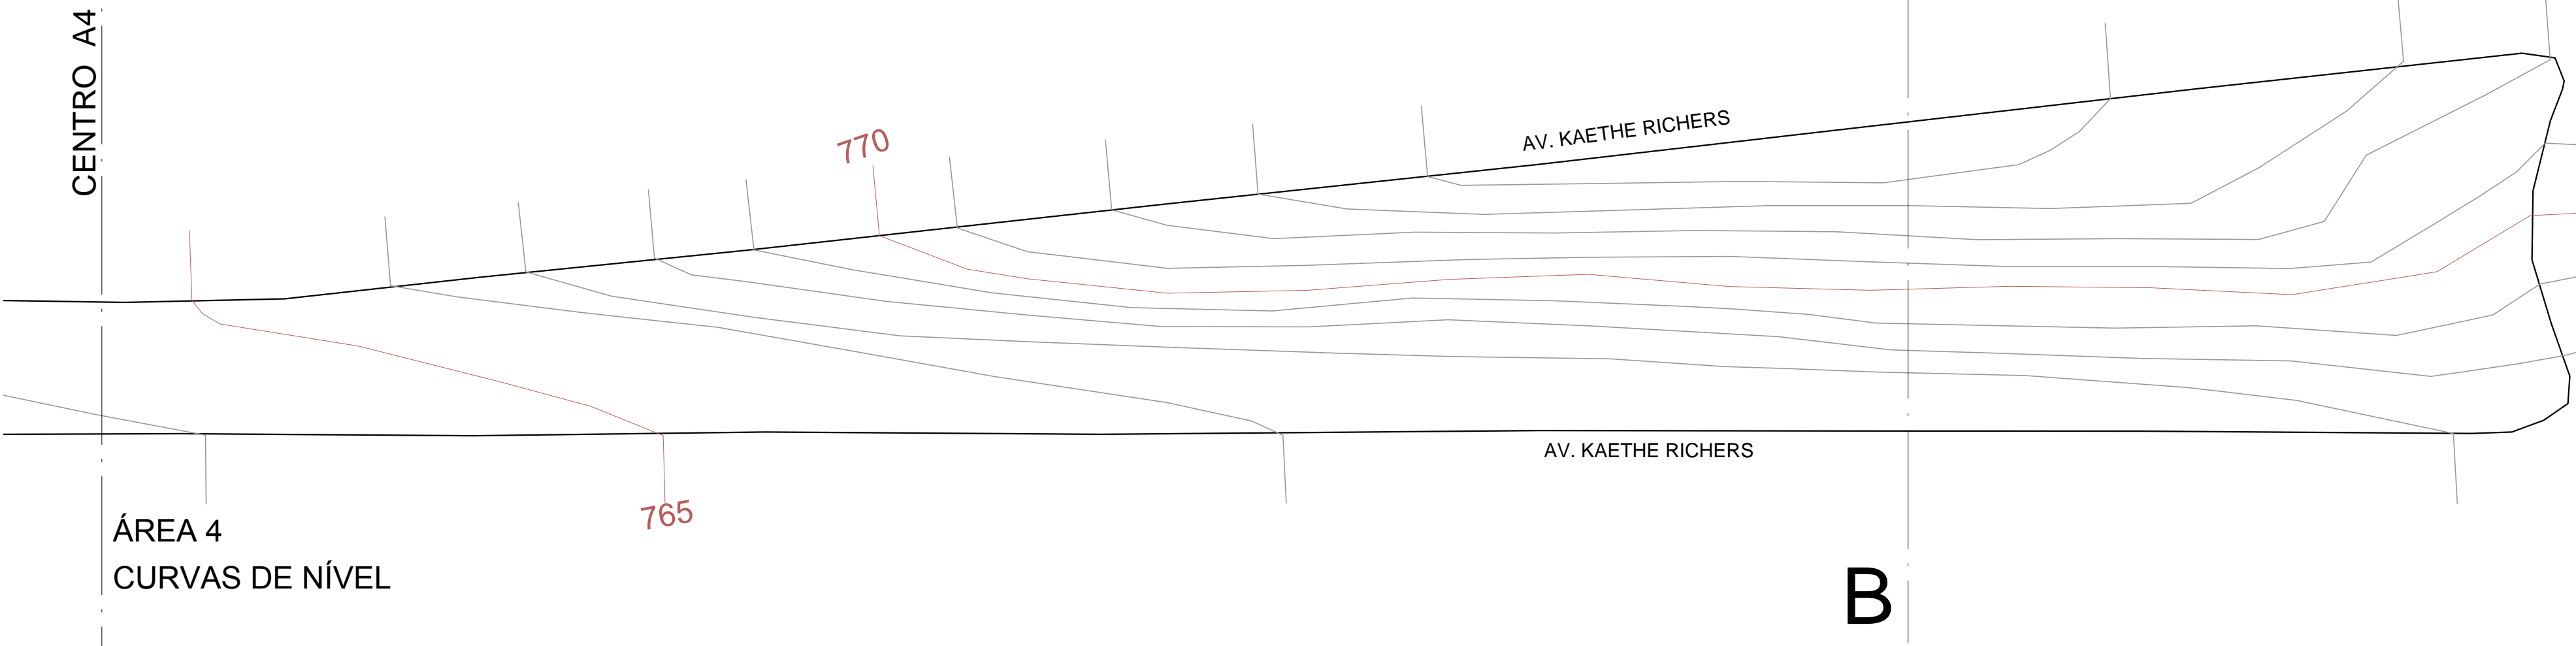 CENTRO A4
770
AV. KAETHE RICHERS
AV. KAETHE RICHERS
765
ÁREA 4
CURVAS DE NÍVEL
B